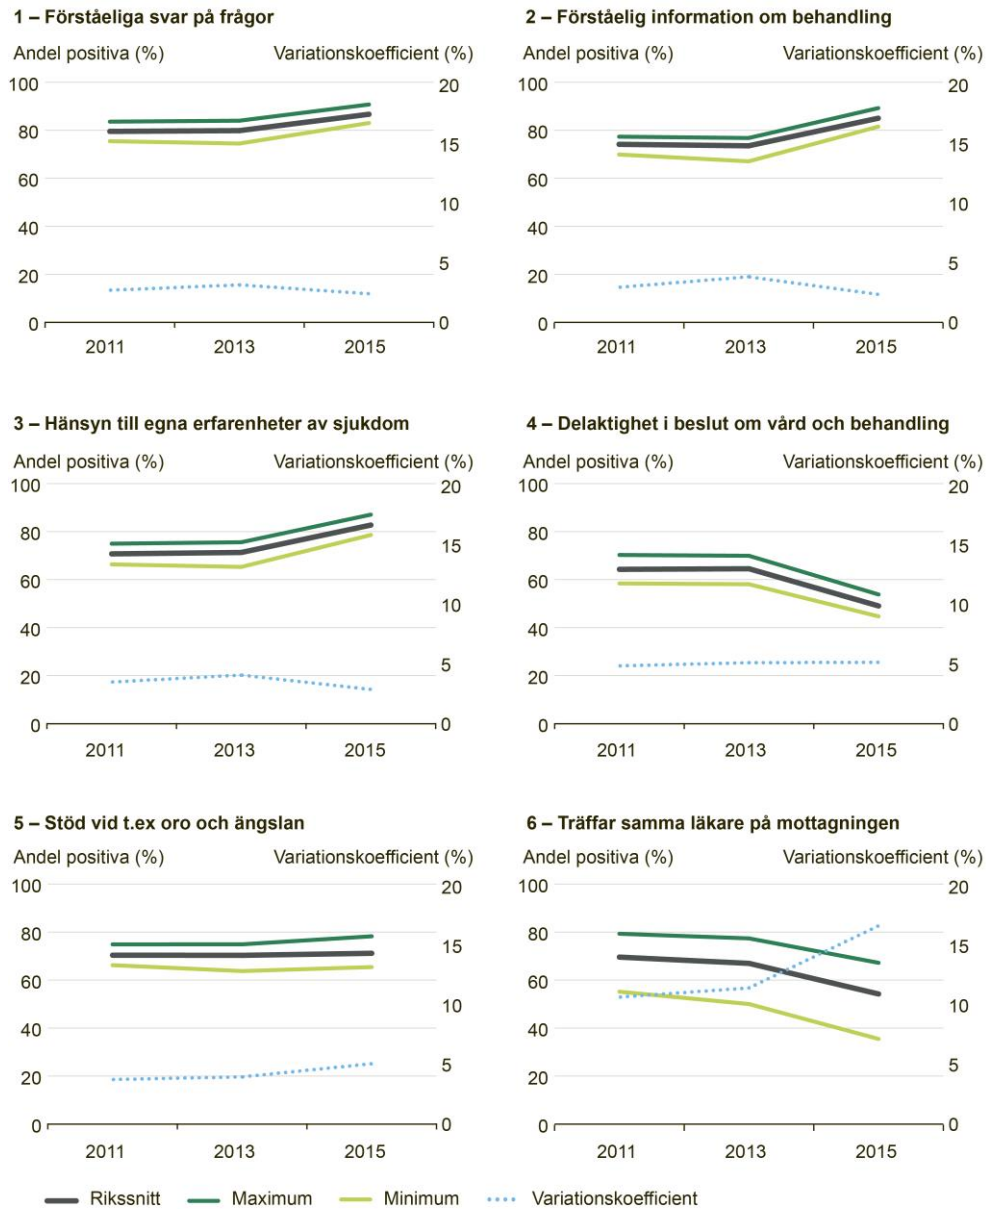 1 – Förståeliga svar på frågor
Andel positiva (%) Variationskoefficient (%)
100 20
80 15
60
40 10
20 5
0 0
2011 2013 2015
2 – Förståelig information om behandling
Andel positiva (%) Variationskoefficient (%)
100 20
80 15
60
40 10
20 5
0 0
2011 2013 2015
3 – Hänsyn till egna erfarenheter av sjukdom
Andel positiva (%) Variationskoefficient (%)
100 20
80 15
60 10
40
20 5
0 0
2011 2013 2015
4 – Delaktighet i beslut om vård och behandling
Andel positiva (%) Variationskoefficient (%)
100 20
80 15
60 10
40
20 5
0 0
2011 2013 2015
5 – Stöd vid t.ex oro och ängslan
Andel positiva (%) Variationskoefficient (%)
100 20
80 15
60 10
40
20 5
0 0
2011 2013 2015
6 – Träffar samma läkare på mottagningen
Andel positiva (%) Variationskoefficient (%)
100 20
80 15
60 10
40
20 5
0 0
2011 2013 2015
Rikssnitt Maximum Minimum Variationskoefficient